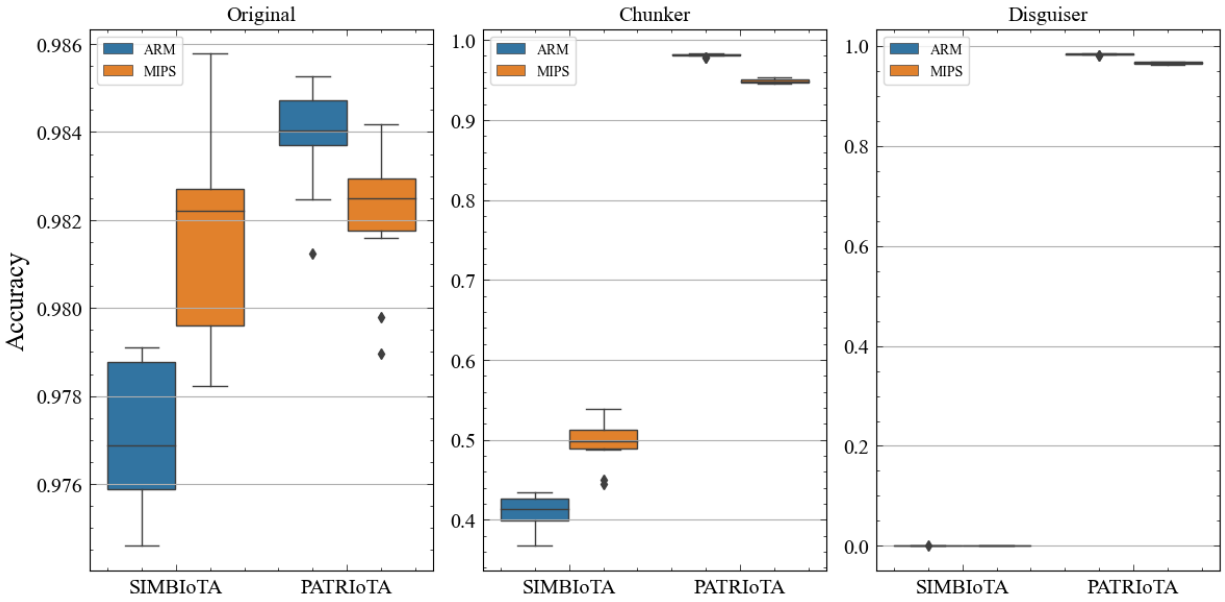 Original
Chunker
Disguiser
Accuracy
0.986
0.984
0.982
0.980
0.978
0.976
ARM
MIPS
SIMBIoTA
PATRIoTA
1.0
0.9
0.8
0.7
0.6
0.5
0.4
ARM
MIPS
SIMBIoTA
PATRIoTA
1.0
0.8
0.6
0.4
0.2
0.0
ARM
MIPS
SIMBIoTA
PATRIoTA